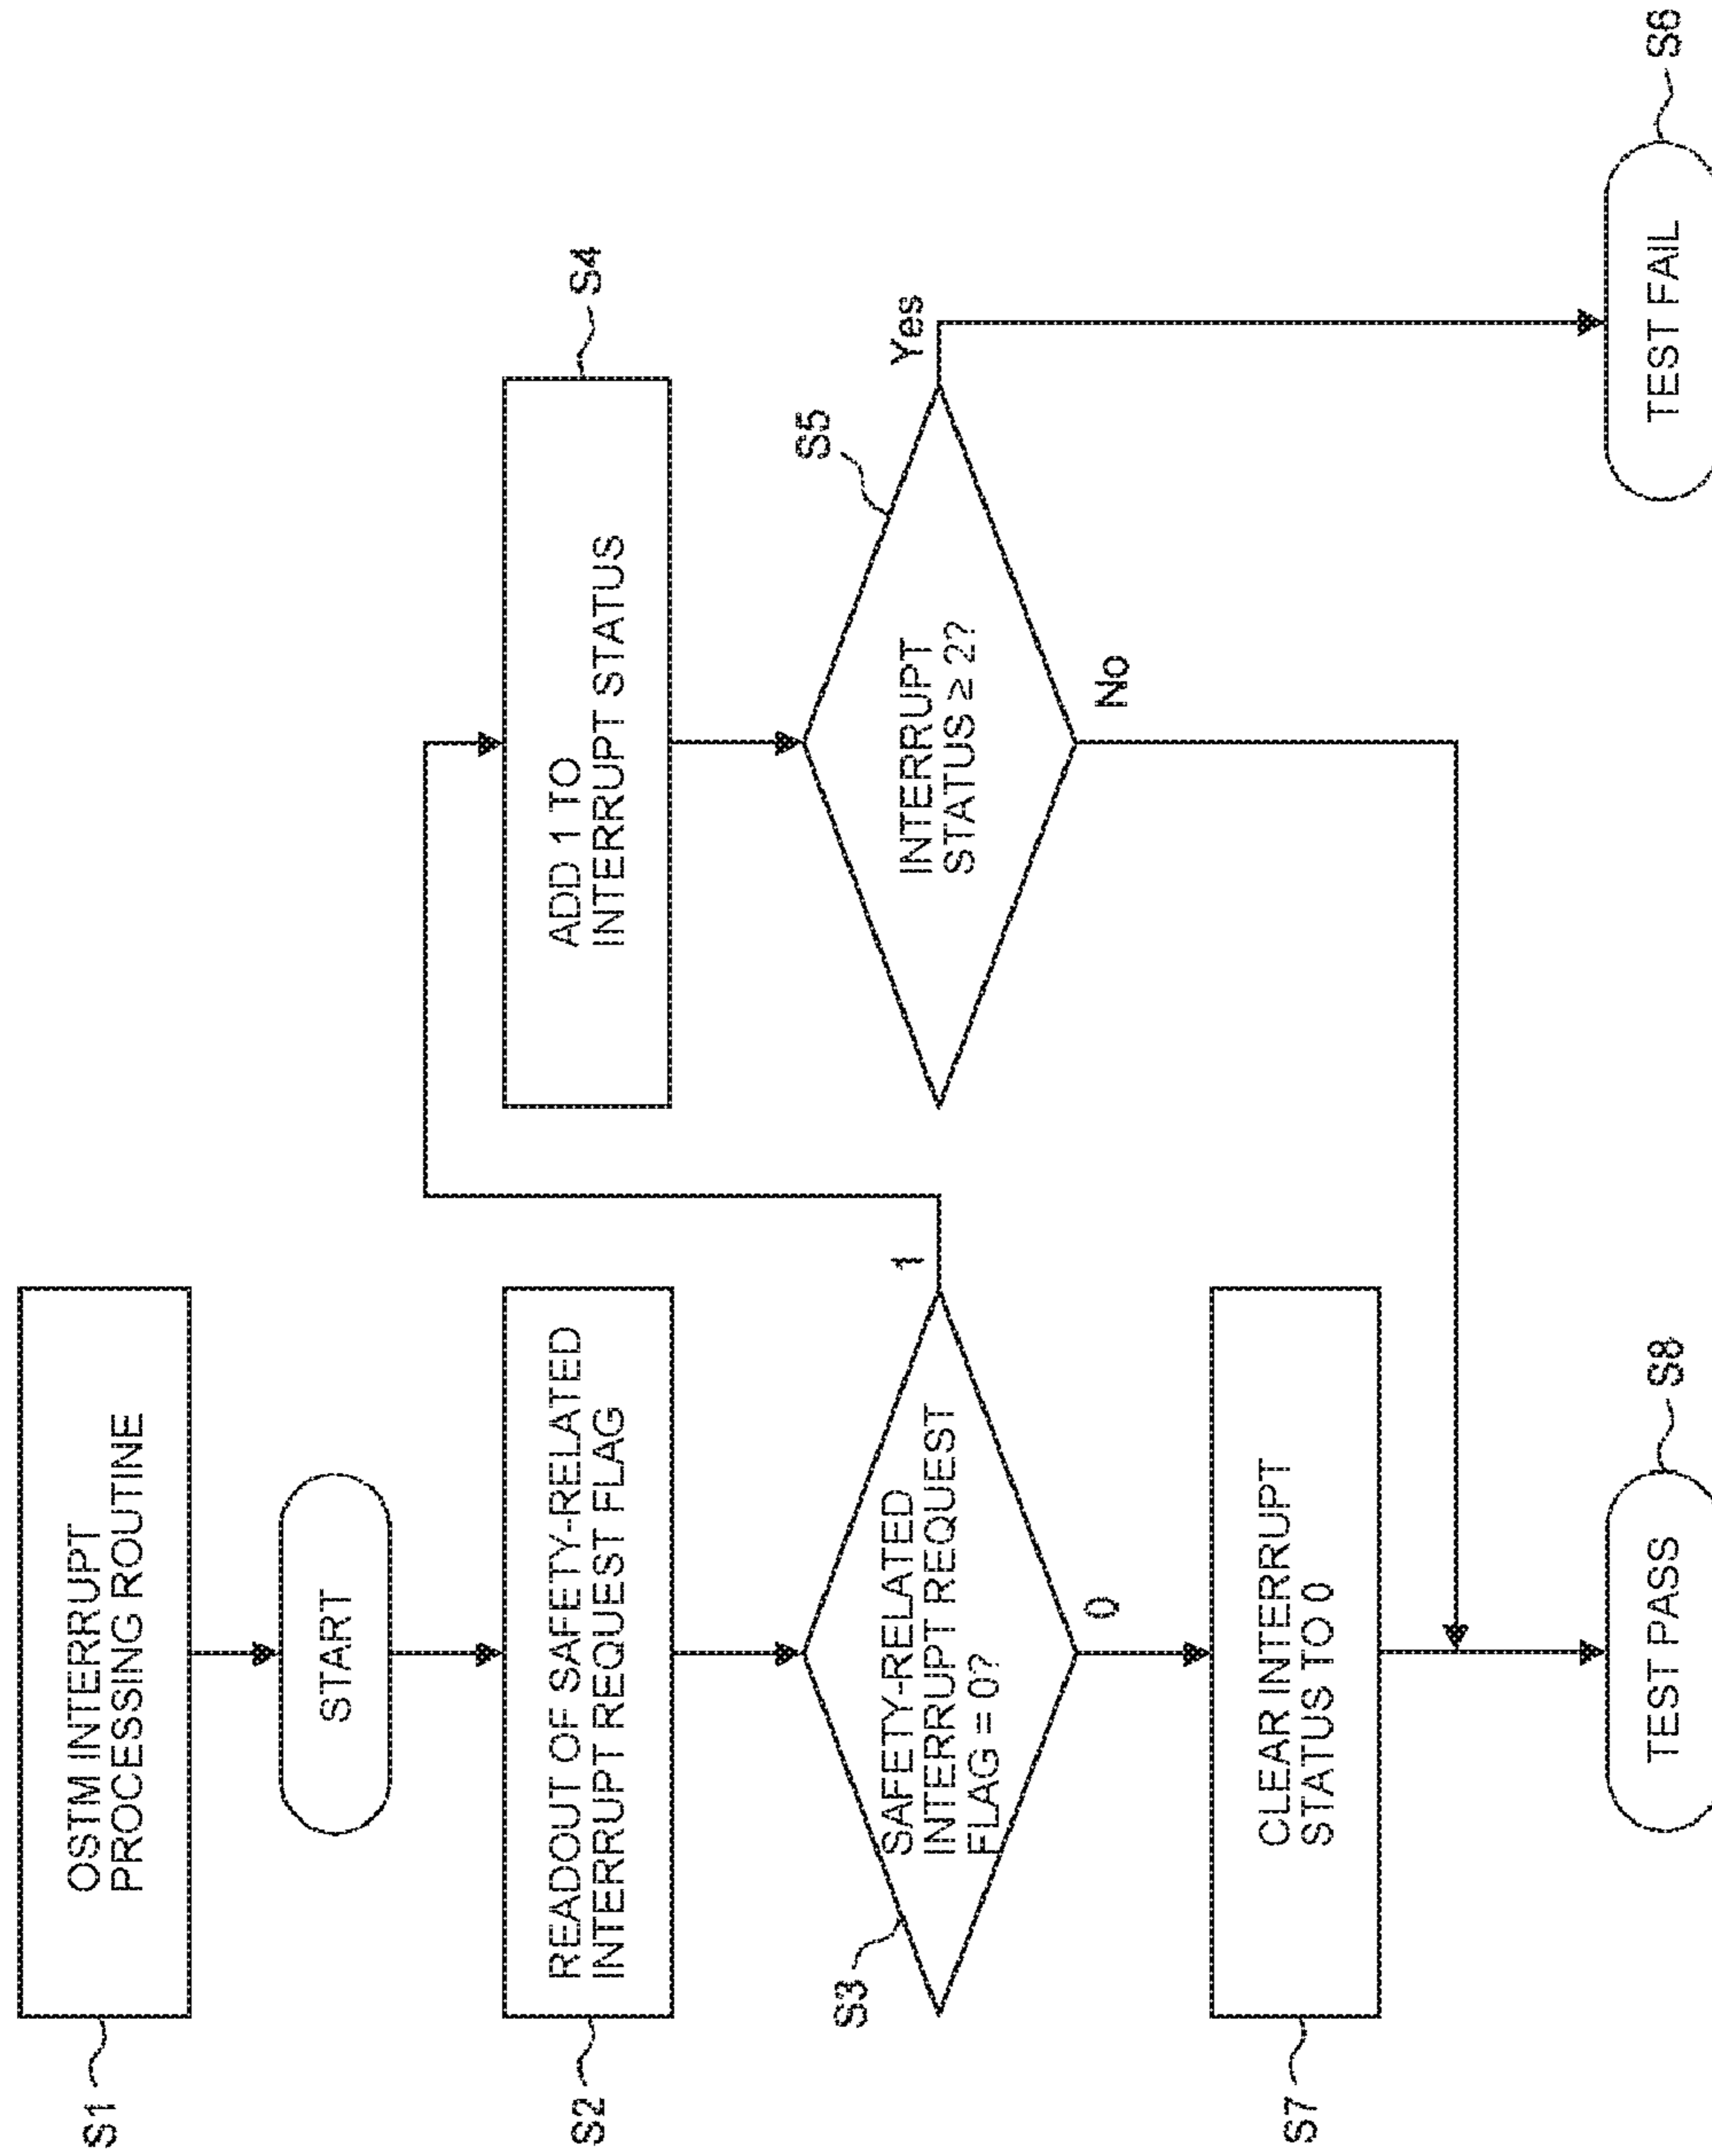 S1
OSTM INTERRUPT
PROCESSING ROUTINE
START
S2
READOUT OF SAFETY-RELATED
INTERRUPT REQUEST FLAG
S3
SAFETY-RELATED
INTERRUPT REQUEST
FLAG = 0?
1
0
S4
ADD 1 TO
INTERRUPT STATUS
S5
INTERRUPT
STATUS ≥ 2?
Yes
No
S7
CLEAR INTERRUPT
STATUS TO 0
TEST PASS
S8
TEST FAIL
S6